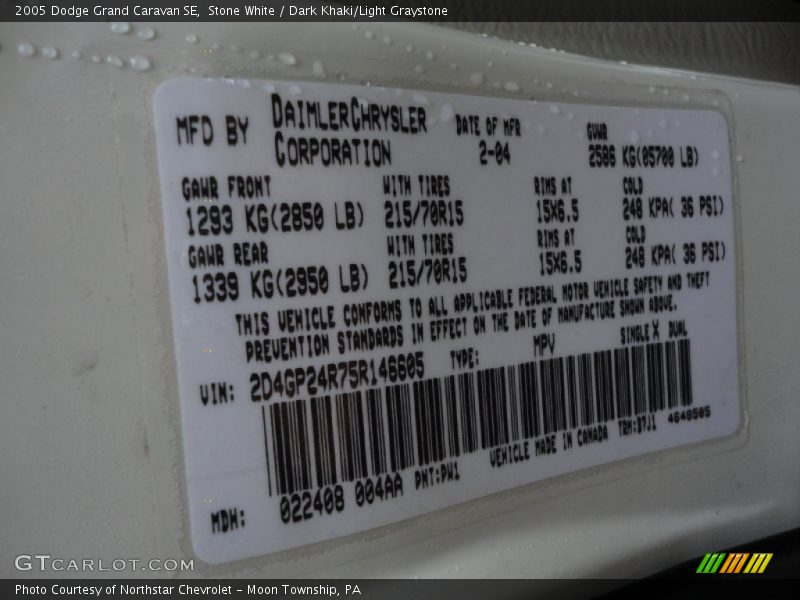 2005 Dodge Grand Caravan SE, Stone White / Dark Khaki/Light Graystone
MFD BY DAIMLERCHRYSLER CORPORATION DATE OF MFR 2-04 GVWR 2586 KG(05700 LB)
GAWR FRONT WITH TIRES RIMS AT COLD
1293 KG(2850 LB) 215/70R15 15X6.5 248 KPA( 36 PSI)
GAWR REAR WITH TIRES RIMS AT COLD
1339 KG(2950 LB) 215/70R15 15X6.5 248 KPA( 36 PSI)
THIS VEHICLE CONFORMS TO ALL APPLICABLE FEDERAL MOTOR VEHICLE SAFETY AND THEFT
PREVENTION STANDARDS IN EFFECT ON THE DATE OF MANUFACTURE SHOWN ABOVE.
VIN: 2D4GP24R75R146605 TYPE: MPV SINGLE X DUAL
MDH: 022408 004AA PNT:PW1 VEHICLE MADE IN CANADA TRM:B7J1 4648505
GTCARLOT.COM
Photo Courtesy of Northstar Chevrolet - Moon Township, PA